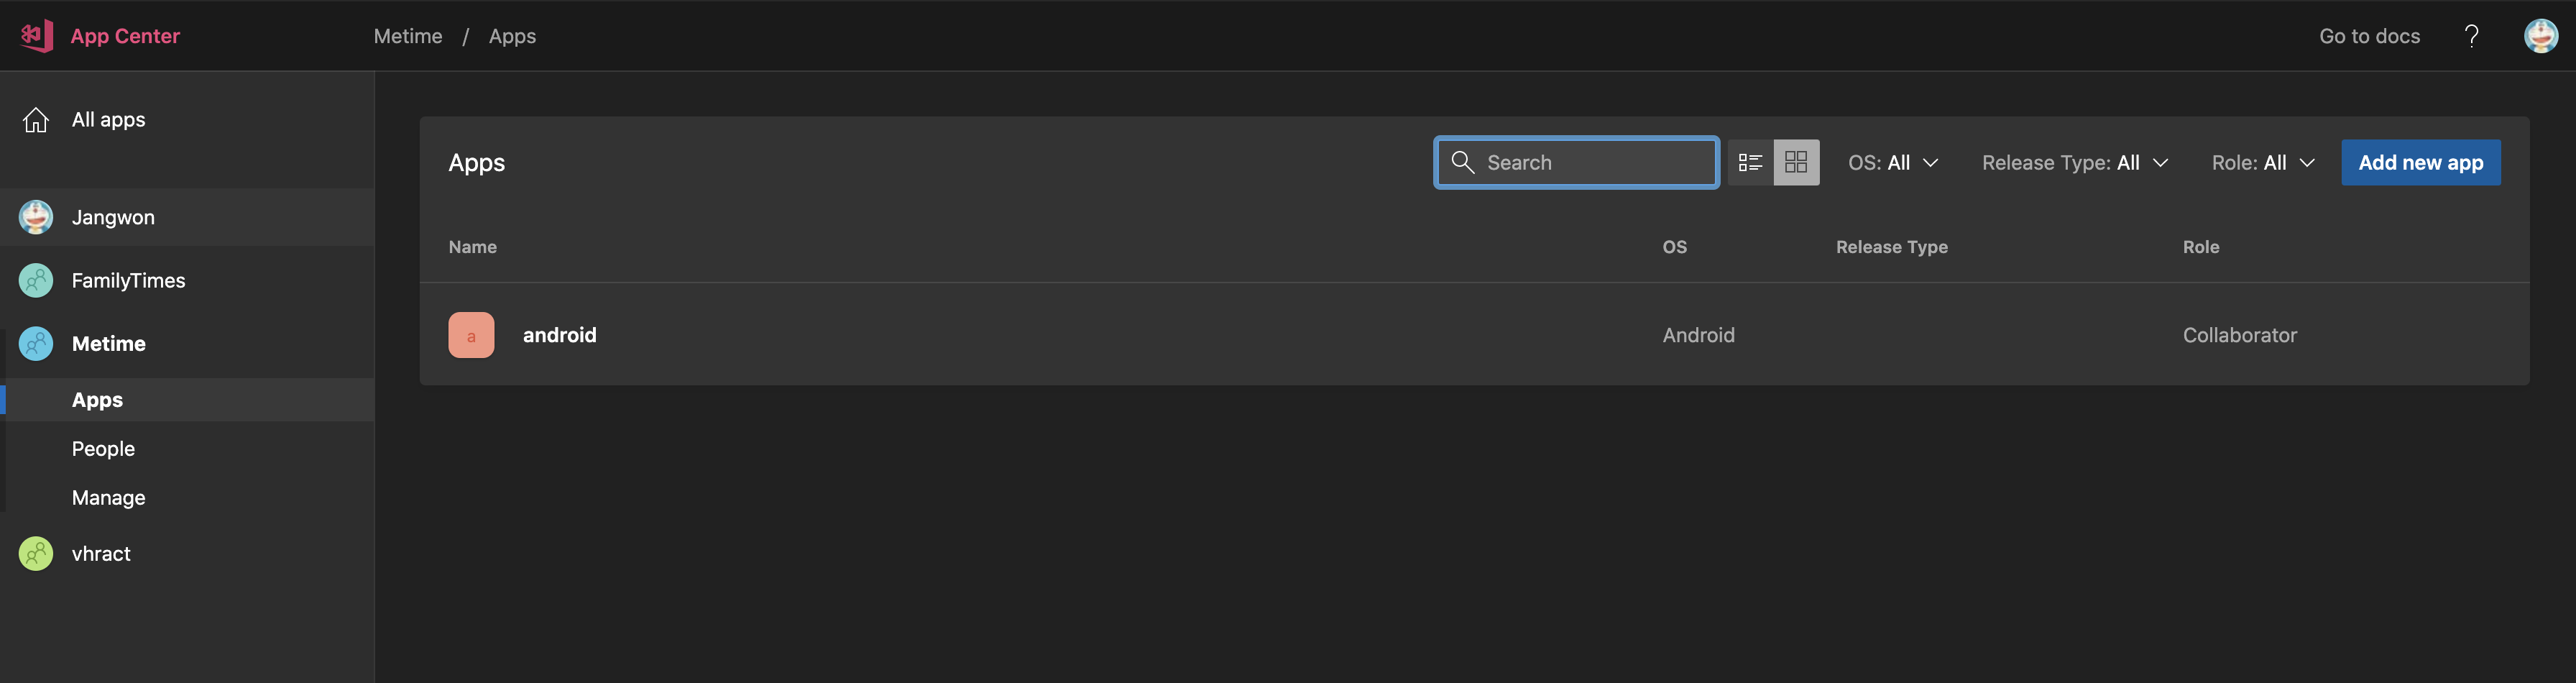 App Center
Metime / Apps
Go to docs
?
All apps
Jangwon
FamilyTimes
Metime
Apps
People
Manage
vhract
Apps
Search
OS: All
Release Type: All
Role: All
Add new app
Name
OS
Release Type
Role
a
android
Android
Collaborator